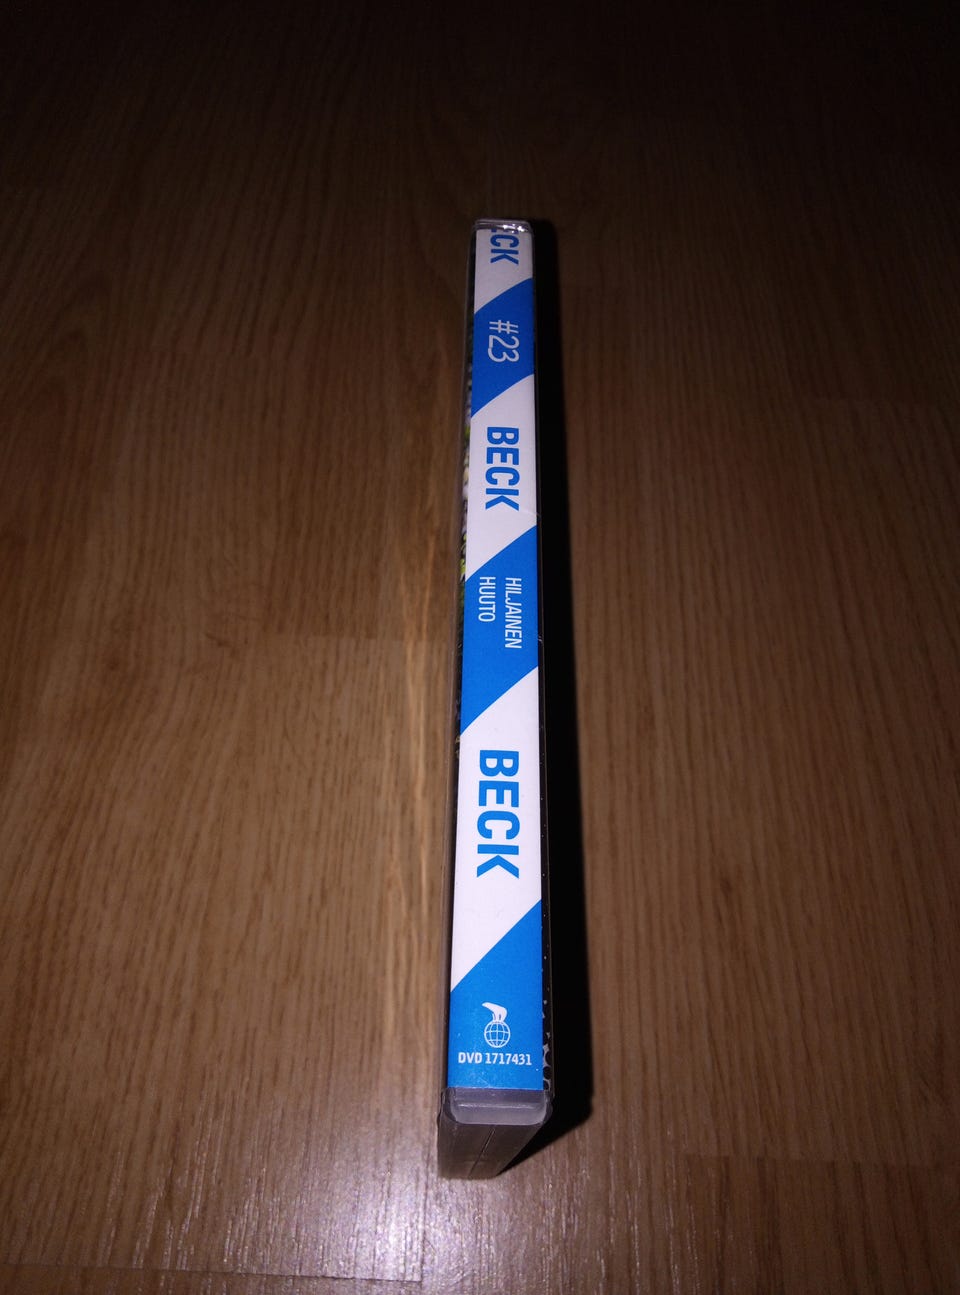 CK
#23
BECK
HILJAINEN
HUUTO
BECK
DVD 1717431